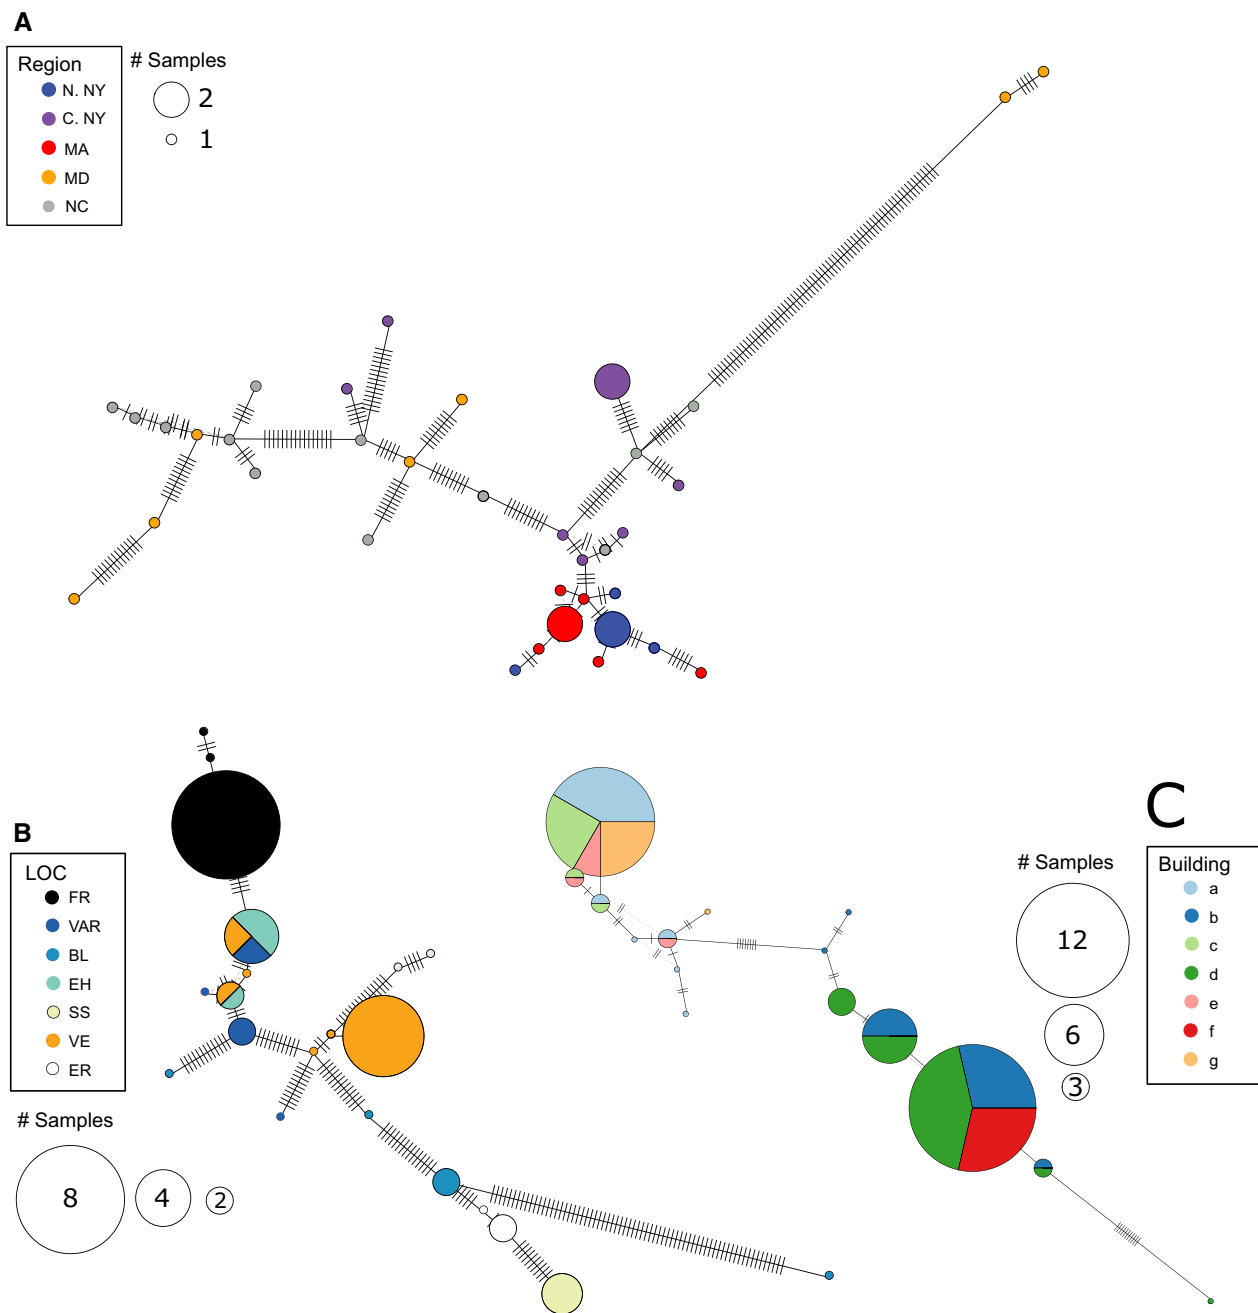 A
Region
N. NY
C. NY
MA
MD
NC
# Samples
2
1
B
LOC
FR
VAR
BL
EH
SS
VE
ER
# Samples
8
4
2
C
# Samples
12
6
3
Building
a
b
c
d
e
f
g